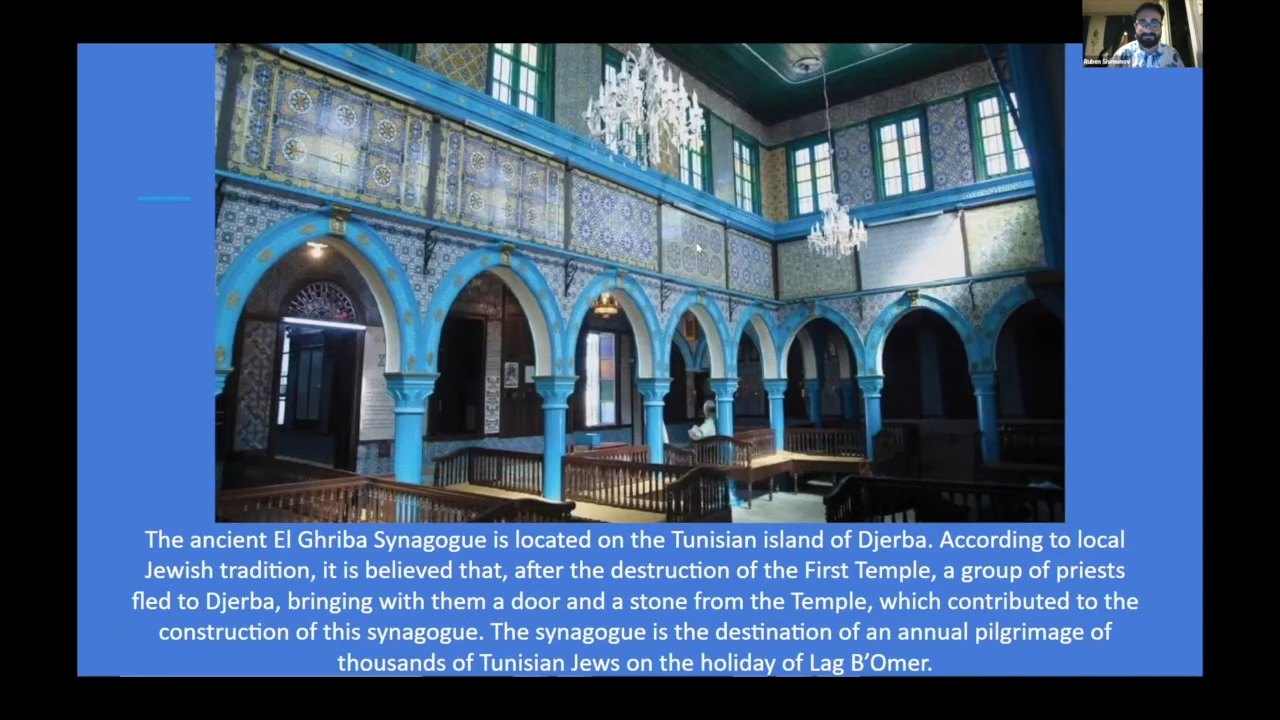 Ruben Shimonov
The ancient El Ghriba Synagogue is located on the Tunisian island of Djerba. According to local
Jewish tradition, it is believed that, after the destruction of the First Temple, a group of priests
fled to Djerba, bringing with them a door and a stone from the Temple, which contributed to the
construction of this synagogue. The synagogue is the destination of an annual pilgrimage of
thousands of Tunisian Jews on the holiday of Lag B’Omer.